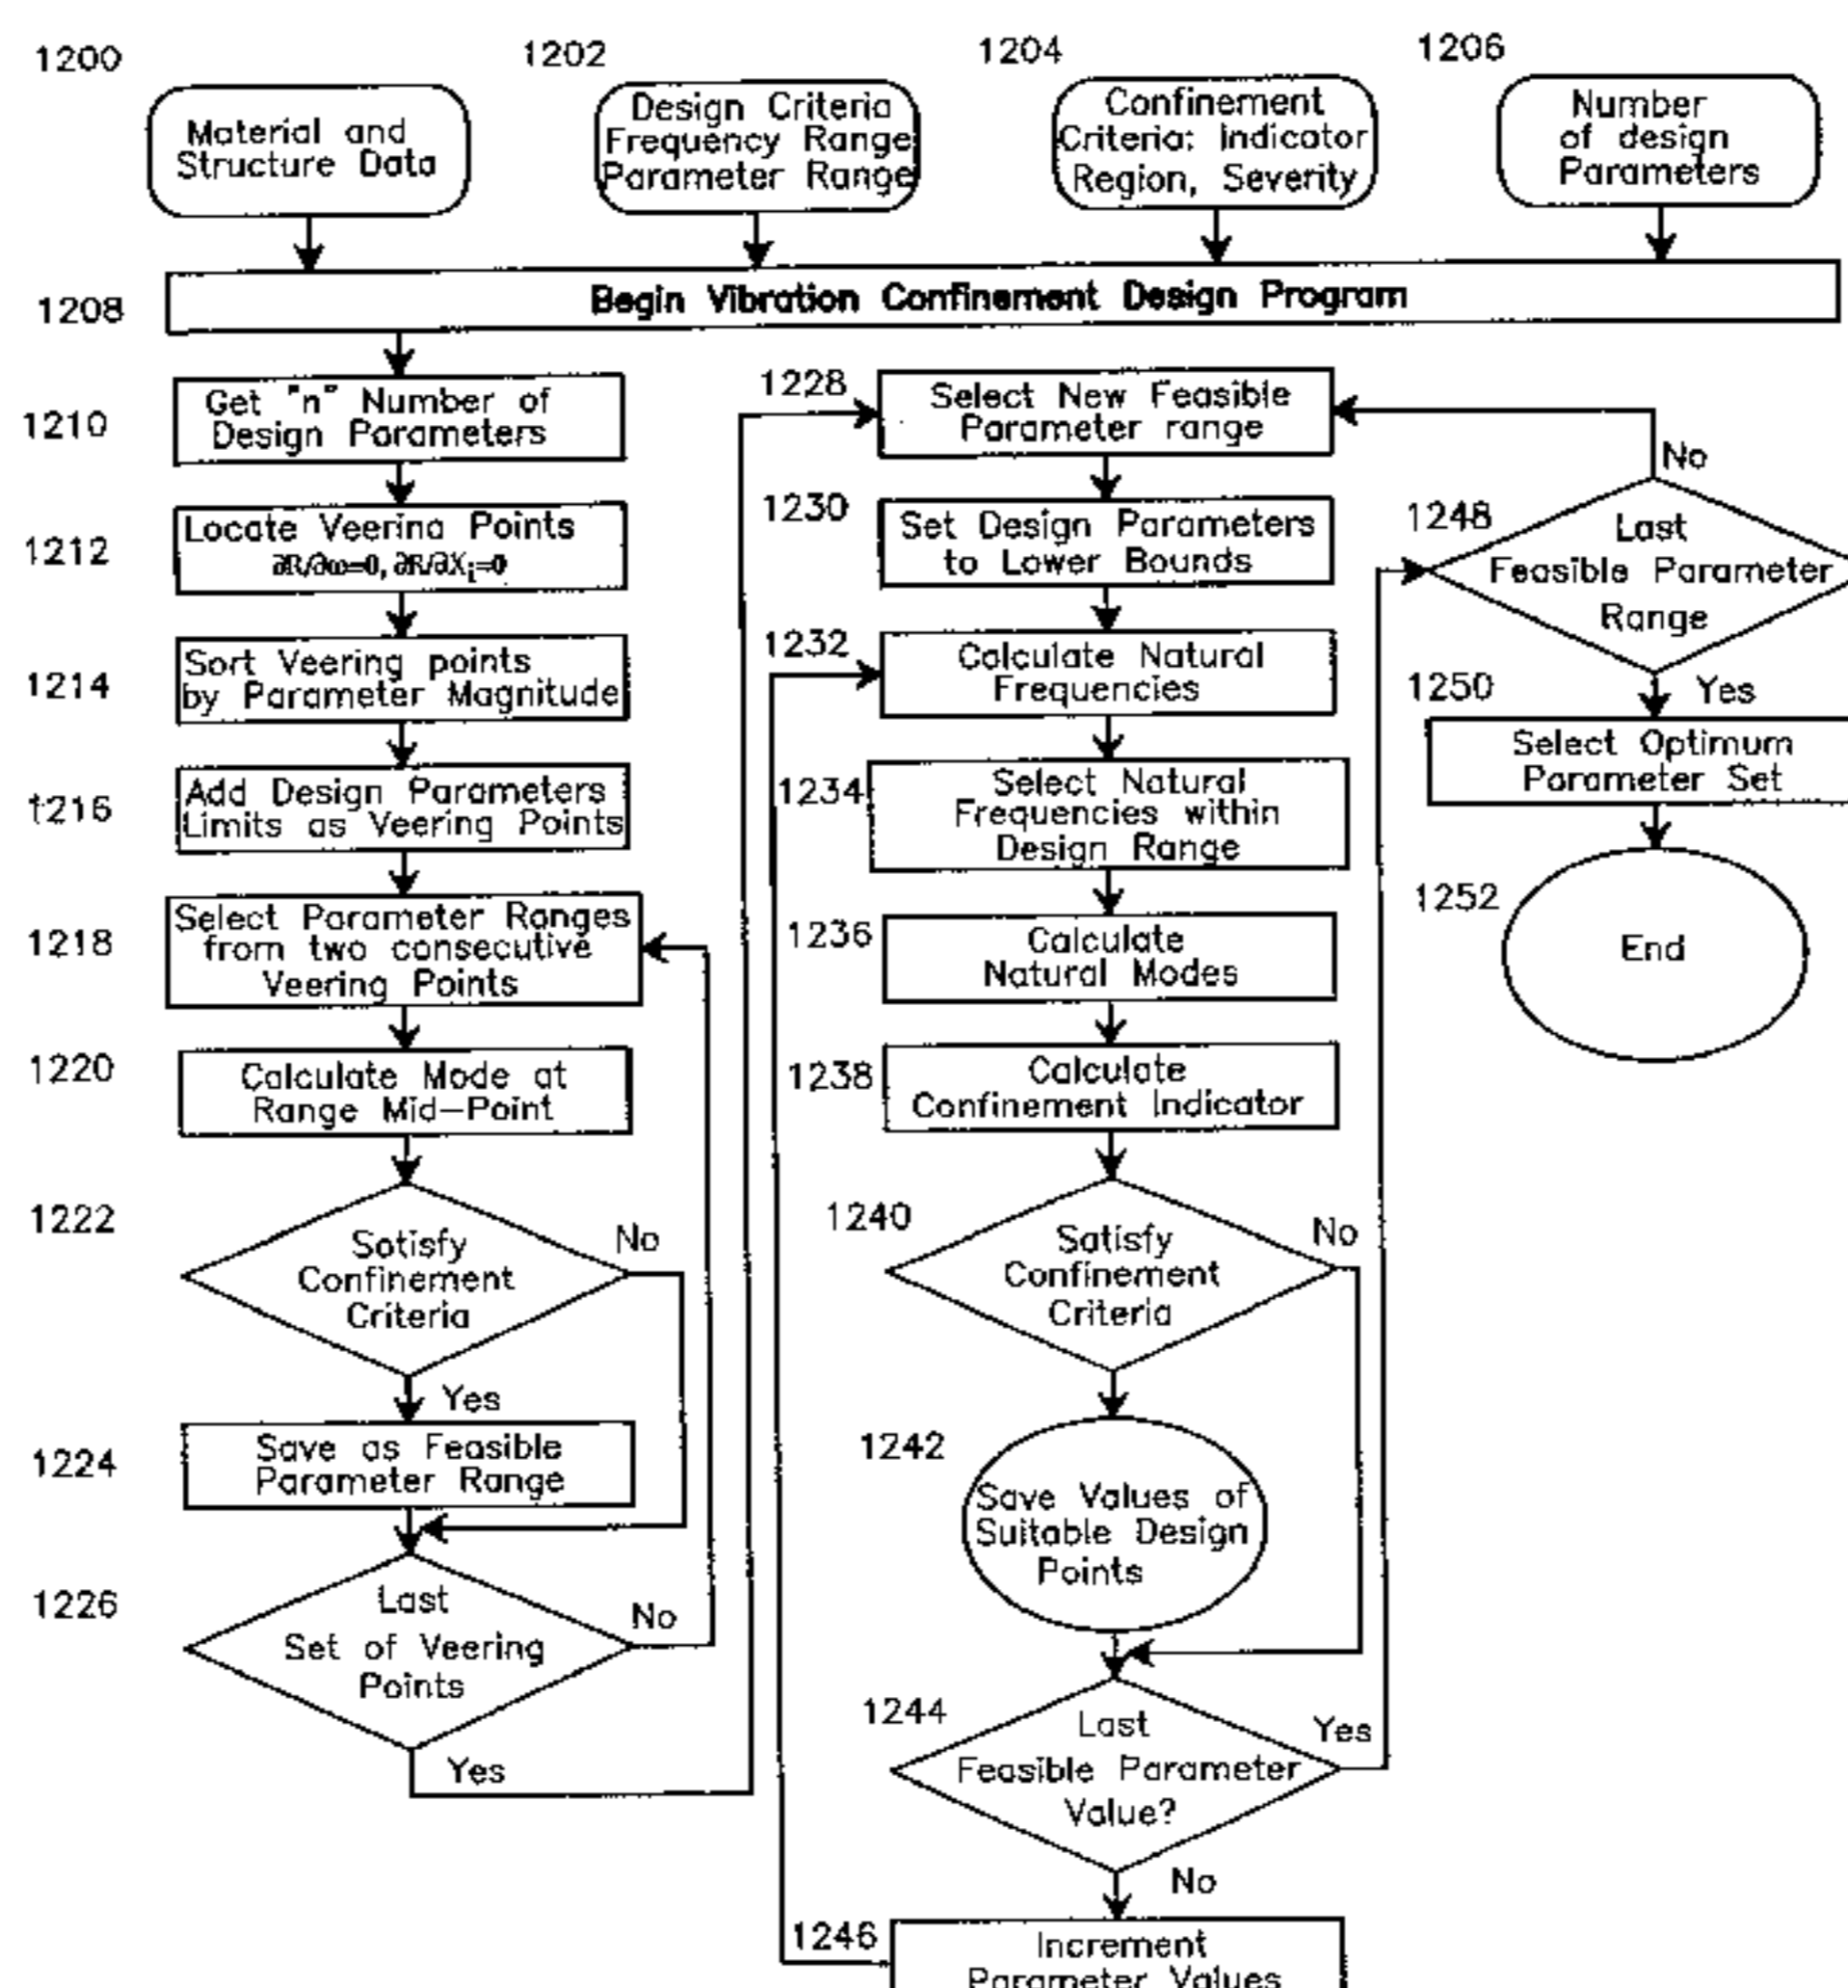 1200
Material and
Structure Data
1202
Design Criteria
Frequency Range
Parameter Range
1204
Confinement
Criteria: Indicator
Region, Severity
1206
Number
of design
Parameters
1208
Begin Vibration Confinement Design Program
1210
Get "n" Number of
Design Parameters
1212
Locate Veering Points
∂R/∂ω=0, ∂R/∂Xi=0
1214
Sort Veering points
by Parameter Magnitude
1216
Add Design Parameters
Limits as Veering Points
1218
Select Parameter Ranges
from two consecutive
Veering Points
1220
Calculate Mode at
Range Mid-Point
1222
Satisfy
Confinement
Criteria
No
Yes
1224
Save as Feasible
Parameter Range
1226
Last
Set of Veering
Points
No
Yes
1228
Select New Feasible
Parameter range
1230
Set Design Parameters
to Lower Bounds
1232
Calculate Natural
Frequencies
1234
Select Natural
Frequencies within
Design Range
1236
Calculate
Natural Modes
1238
Calculate
Confinement Indicator
1240
Satisfy
Confinement
Criteria
No
1242
Save Values of
Suitable Design
Points
1244
Last
Feasible Parameter
Value?
Yes
No
1246
Increment
Parameter Values
1248
No
Last
Feasible Parameter
Range
Yes
1250
Select Optimum
Parameter Set
1252
End